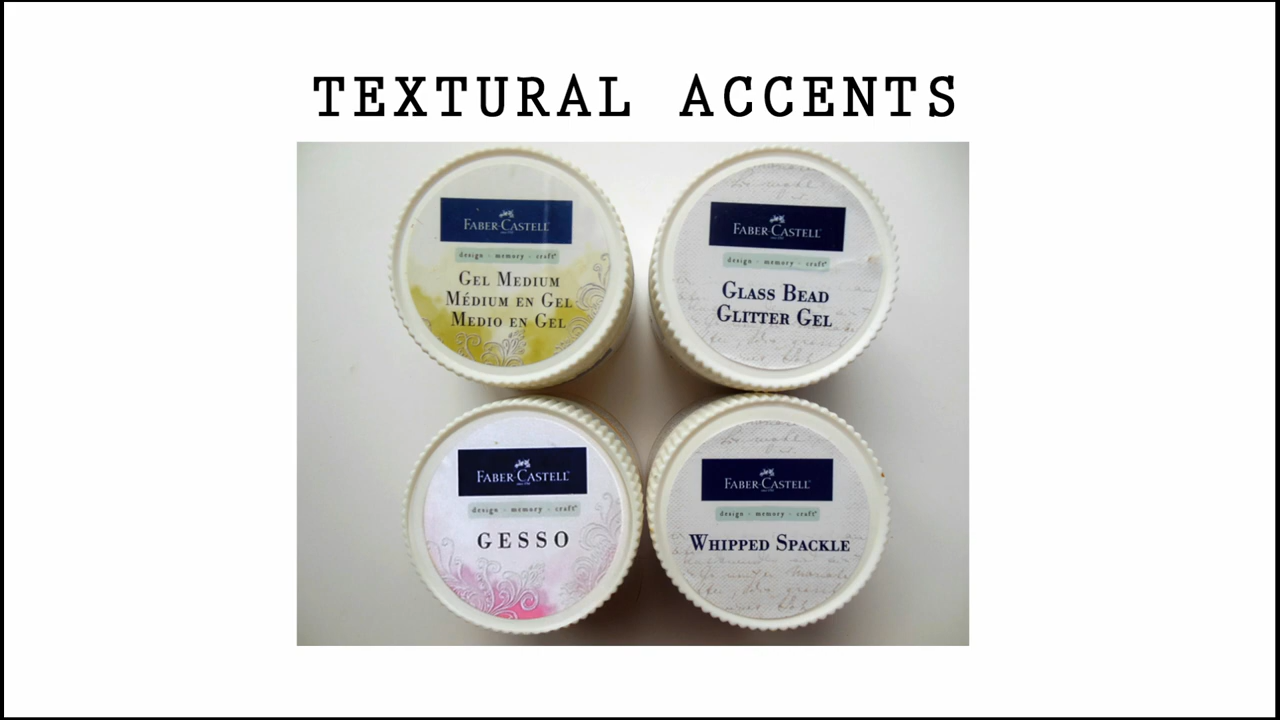 TEXTURAL ACCENTS
FABER-CASTELL
design · memory · craft®
GEL MEDIUM
MÉDIUM EN GEL
MEDIO EN GEL
FABER-CASTELL
design · memory · craft®
GLASS BEAD
GLITTER GEL
FABER-CASTELL
design · memory · craft®
GESSO
FABER-CASTELL
design · memory · craft®
WHIPPED SPACKLE